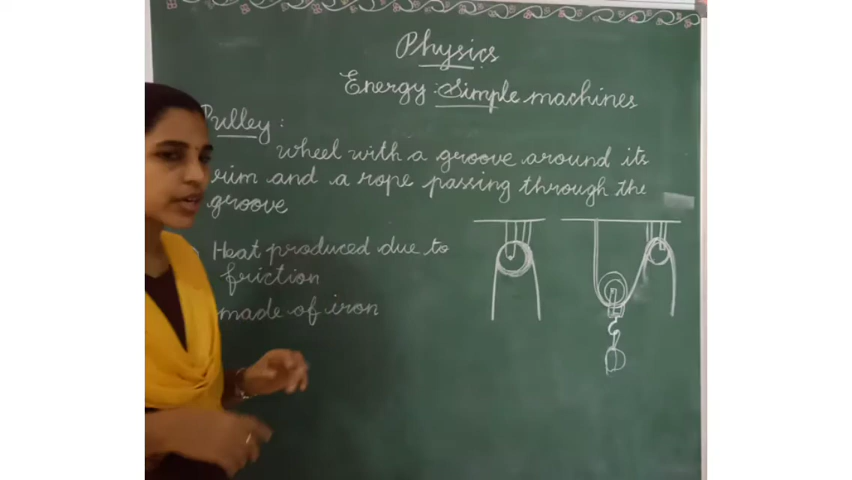 Physics
Energy: Simple machines
Pulley:
wheel with a groove around its
rim and a rope passing through the
groove
Heat produced due to
friction
made of iron